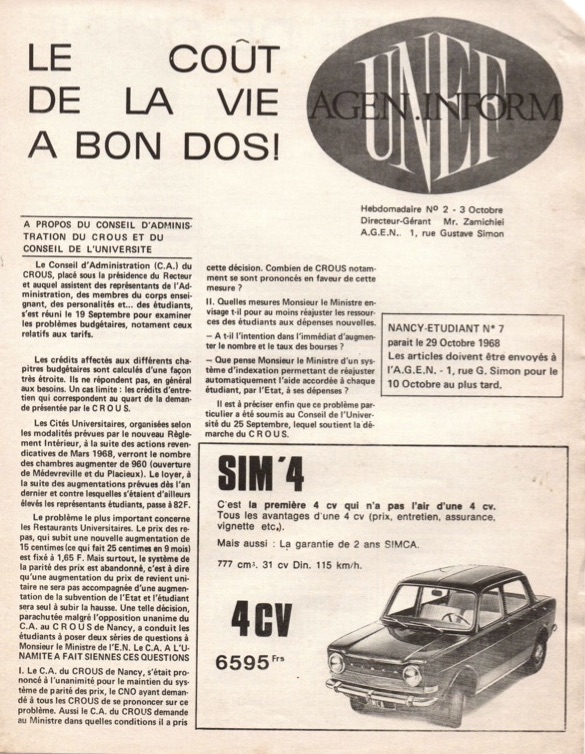 LE COÛT
DE LA VIE
A BON DOS!
UNEF
AGEN.INFORM
Hebdomadaire Nº 2 - 3 Octobre
Directeur-Gérant Mr. Zamichiei
A.G.E.N.. 1, rue Gustave Simon
A PROPOS DU CONSEIL D'ADMINIS-
TRATION DU CROUS ET DU
CONSEIL DE L'UNIVERSITE
Le Conseil d'Administration (C.A.) du
CROUS, placé sous la présidence du Recteur
et auquel assistent des représentants de l'Ad-
ministration, des membres du corps ensei-
gnant, des personalités et... des étudiants,
s'est réuni le 19 Septembre pour examiner
les problèmes budgétaires, notament ceux
relatifs aux tarifs.
Les crédits affectés aux différents cha-
pitres budgétaires sont calculés d'une façon
très étroite. Ils ne répondent pas, en général
aux besoins. Un cas limite : les crédits d'entre-
tien qui correspondent au quart de la deman-
de présentée par le C R O U S.
Les Cités Universitaires, organisées selon
les modalités prévues par le nouveau Règle-
ment Intérieur, à la suite des actions reven-
dicatives de Mars 1968, verront le nombre
des chambres augmenter de 960 (ouverture
de Médevreville et du Placieux). Le loyer, à
la suite des augmentations prévues dès l'an
dernier et contre lesquelles s'étaient d'ailleurs
élevés les représentants étudiants, passe à 82F.
Le problème le plus important concerne
les Restaurants Universitaires. Le prix des re-
pas, qui subit une nouvelle augmentation de
15 centimes (ce qui fait 25 centimes en 9 mois)
est fixé à 1,65 F. Mais surtout, le système de
la parité des prix est abandonné, c'est à dire
qu'une augmentation du prix de revient uni-
taire ne sera pas accompagnée d'une augmen-
tation de la subvention de l'Etat et l'étudiant
sera seul à subir la hausse. Une telle décision,
parachutée malgré l'opposition unanime du
C.A. au C R O U S de Nancy, a conduit les
étudiants à poser deux séries de questions à
Monsieur le Ministre de l'E.N. Le C.A. A L'U-
NAMITE A FAIT SIENNES CES QUESTIONS
I. Le C.A. du CROUS de Nancy, s'était pro-
noncé à l'unanimité pour le maintien du sys-
tème de parité des prix, le CNO ayant deman-
dé à tous les CROUS de se prononcer sur ce
problème. Aussi le C.A. du CROUS demande
au Ministre dans quelles conditions il a pris
cette décision. Combien de CROUS notam-
ment se sont prononcés en faveur de cette
mesure ?
II. Quelles mesures Monsieur le Ministre en-
visage t-il pour au moins réajuster les ressour-
ces des étudiants aux dépenses nouvelles.
– A t-il l'intention dans l'immédiat d'augmen-
ter le nombre et le taux des bourses ?
– Que pense Monsieur le Ministre d'un sys-
tème d'indexation permettant de réajuster
automatiquement l'aide accordée à chaque
étudiant, par l'Etat, à ses dépenses ?
Il est à préciser enfin que ce problème par-
ticulier a été soumis au Conseil de l'Univer-
sité du 25 Septembre, lequel soutient la dé-
marche du C R O U S.
NANCY-ETUDIANT N° 7
parait le 29 Octobre 1968
Les articles doivent être envoyés à
l'A.G.E.N. - 1, rue G. Simon pour le
10 Octobre au plus tard.
SIM'4
C'est la première 4 cv qui n'a pas l'air d'une 4 cv.
Tous les avantages d'une 4 cv (prix, entretien, assurance,
vignette etc,).
Mais aussi : La garantie de 2 ans SIMCA.
777 cm³. 31 cv Din. 115 km/h.
4CV
6595 Frs